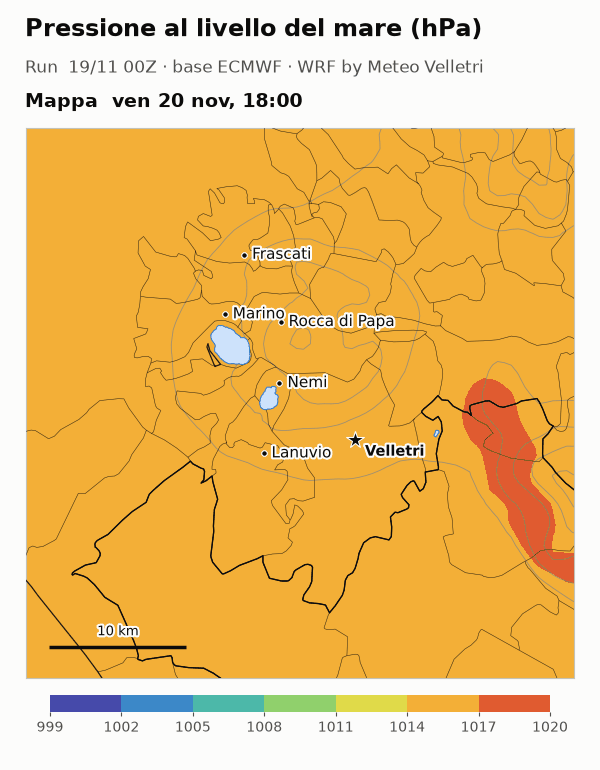 Pressione al livello del mare (hPa)
Run  19/11 00Z · base ECMWF · WRF by Meteo Velletri
Mappa  ven 20 nov, 18:00
Frascati
Marino
Rocca di Papa
Nemi
Velletri
Lanuvio
10 km
999 1002 1005 1008 1011 1014 1017 1020